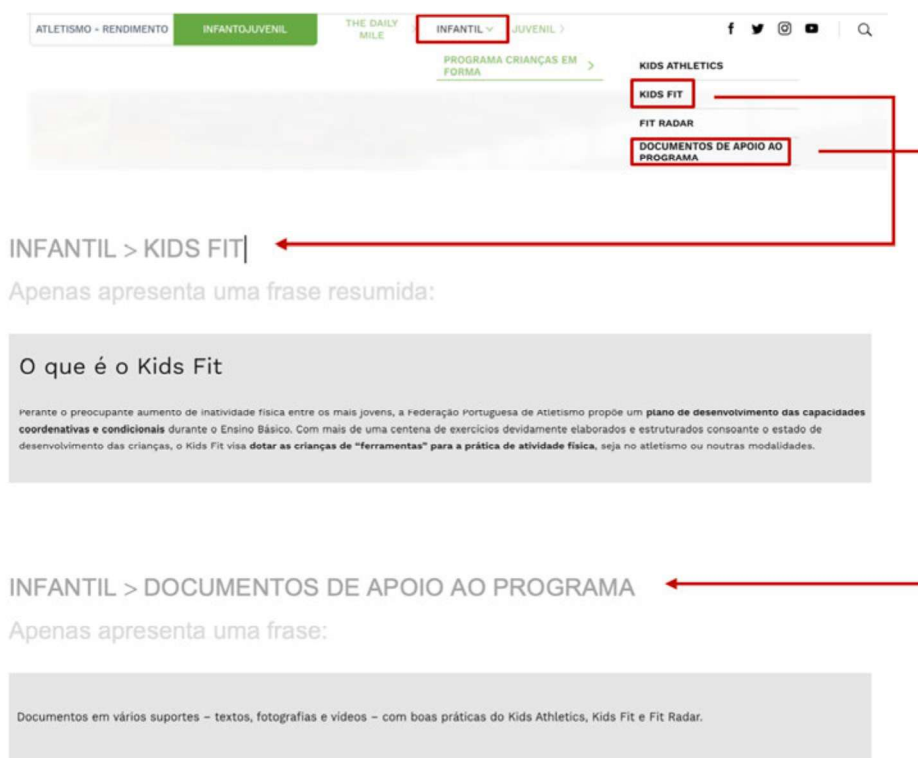 ATLETISMO - RENDIMENTO INFANTOJUVENIL THE DAILY MILE > INFANTIL JUVENIL >
PROGRAMA CRIANÇAS EM FORMA >
KIDS ATHLETICS
KIDS FIT
FIT RADAR
DOCUMENTOS DE APOIO AO
PROGRAMA
INFANTIL > KIDS FIT
Apenas apresenta uma frase resumida:
O que é o Kids Fit
Perante o preocupante aumento de inatividade física entre os mais jovens, a Federação Portuguesa de Atletismo propõe um plano de desenvolvimento das capacidades
coordenativas e condicionais durante o Ensino Básico. Com mais de uma centena de exercícios devidamente elaborados e estruturados consoante o estado de
desenvolvimento das crianças, o Kids Fit visa dotar as crianças de “ferramentas” para a prática de atividade física, seja no atletismo ou noutras modalidades.
INFANTIL > DOCUMENTOS DE APOIO AO PROGRAMA
Apenas apresenta uma frase:
Documentos em vários suportes – textos, fotografias e vídeos – com boas práticas do Kids Athletics, Kids Fit e Fit Radar.